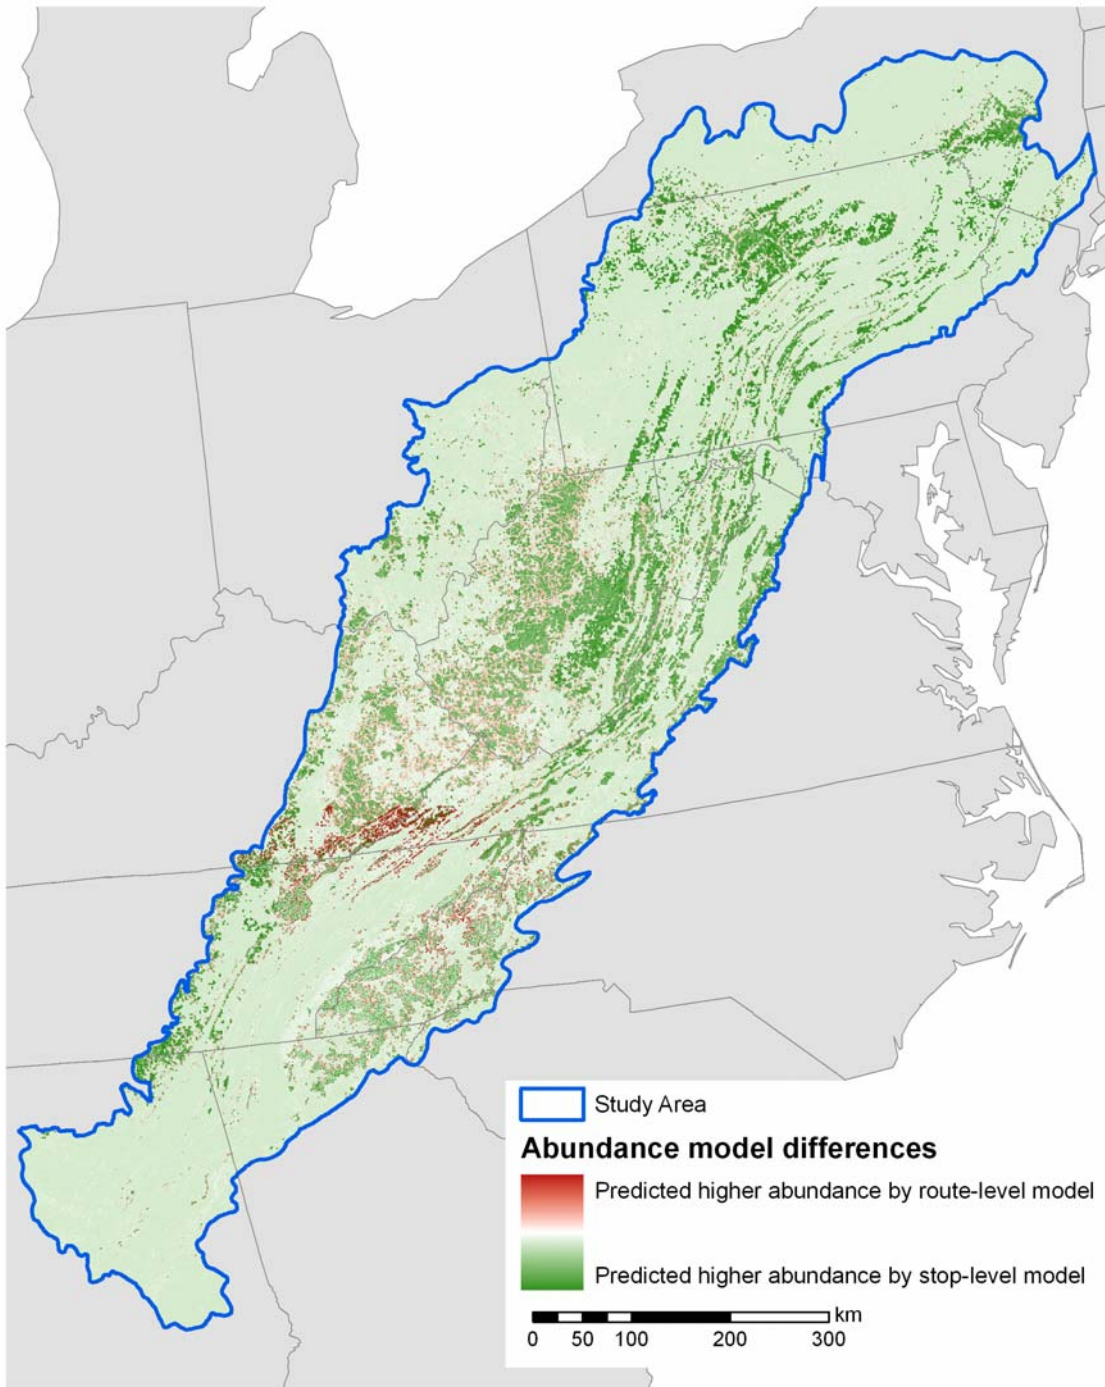 Study Area
Abundance model differences
Predicted higher abundance by route-level model
Predicted higher abundance by stop-level model
km
0 50 100 200 300